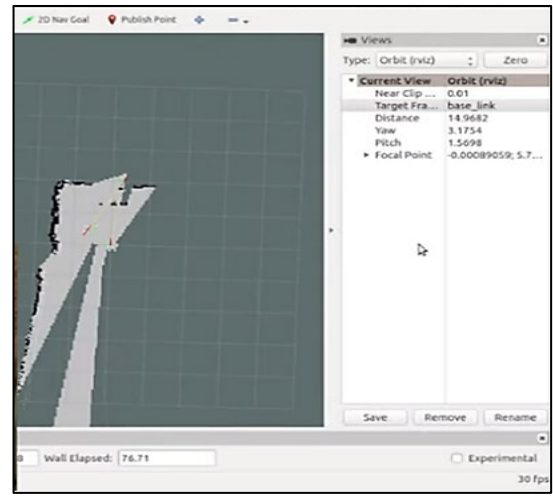 2D Nav Goal Publish Point
Views
Type: Orbit (rviz) Zero
Current View Orbit (rviz)
Near Clip ... 0.01
Target Fra... base_link
Distance 14.9682
Yaw 3.1754
Pitch 1.5698
Focal Point -0.00089059; 5.7...
Save Remove Rename
8 Wall Elapsed: 76.71 Experimental
30 fps